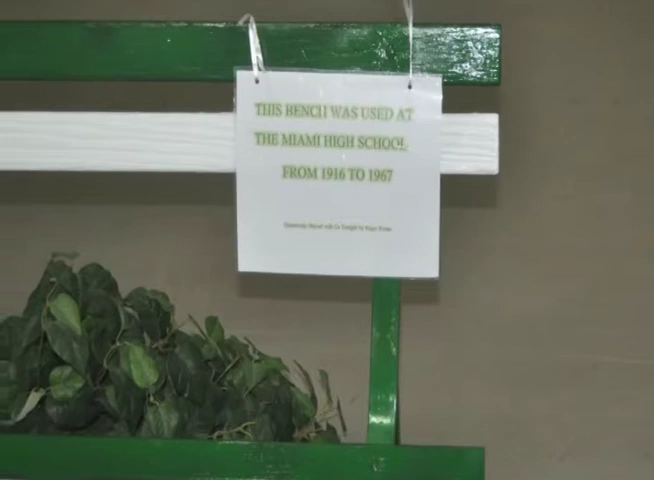 THIS BENCH WAS USED AT
THE MIAMI HIGH SCHOOL
FROM 1916 TO 1967